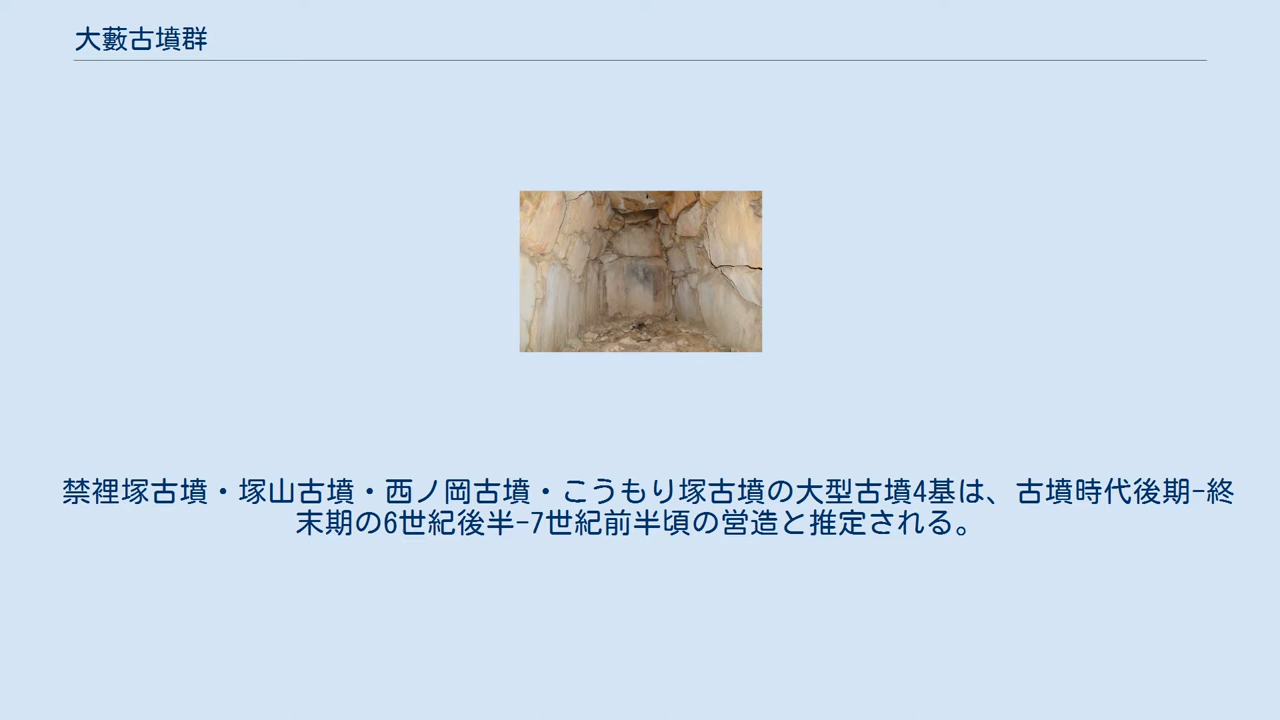 大藪古墳群
禁裡塚古墳・塚山古墳・西ノ岡古墳・こうもり塚古墳の大型古墳4基は、古墳時代後期-終
末期の6世紀後半-7世紀前半頃の営造と推定される。